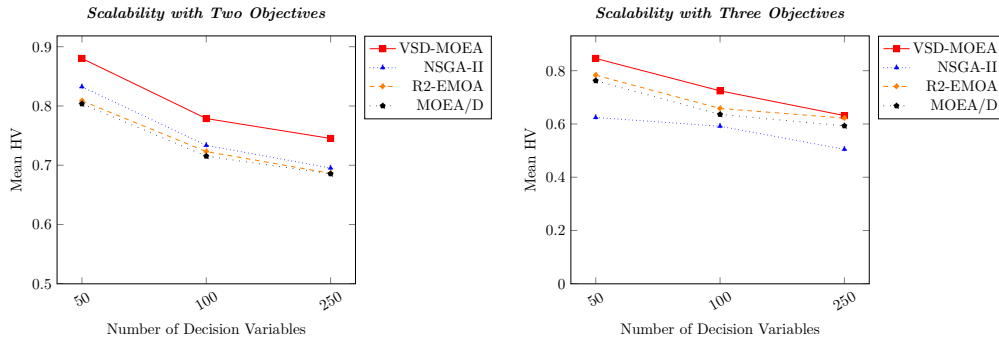 Scalability with Two Objectives
0.9
0.8
0.7
0.6
0.5
Mean HV
50
100
250
Number of Decision Variables
VSD-MOEA
NSGA-II
R2-EMOA
MOEA/D
Scalability with Three Objectives
0.8
0.6
0.4
0.2
0
Mean HV
50
100
250
Number of Decision Variables
VSD-MOEA
NSGA-II
R2-EMOA
MOEA/D